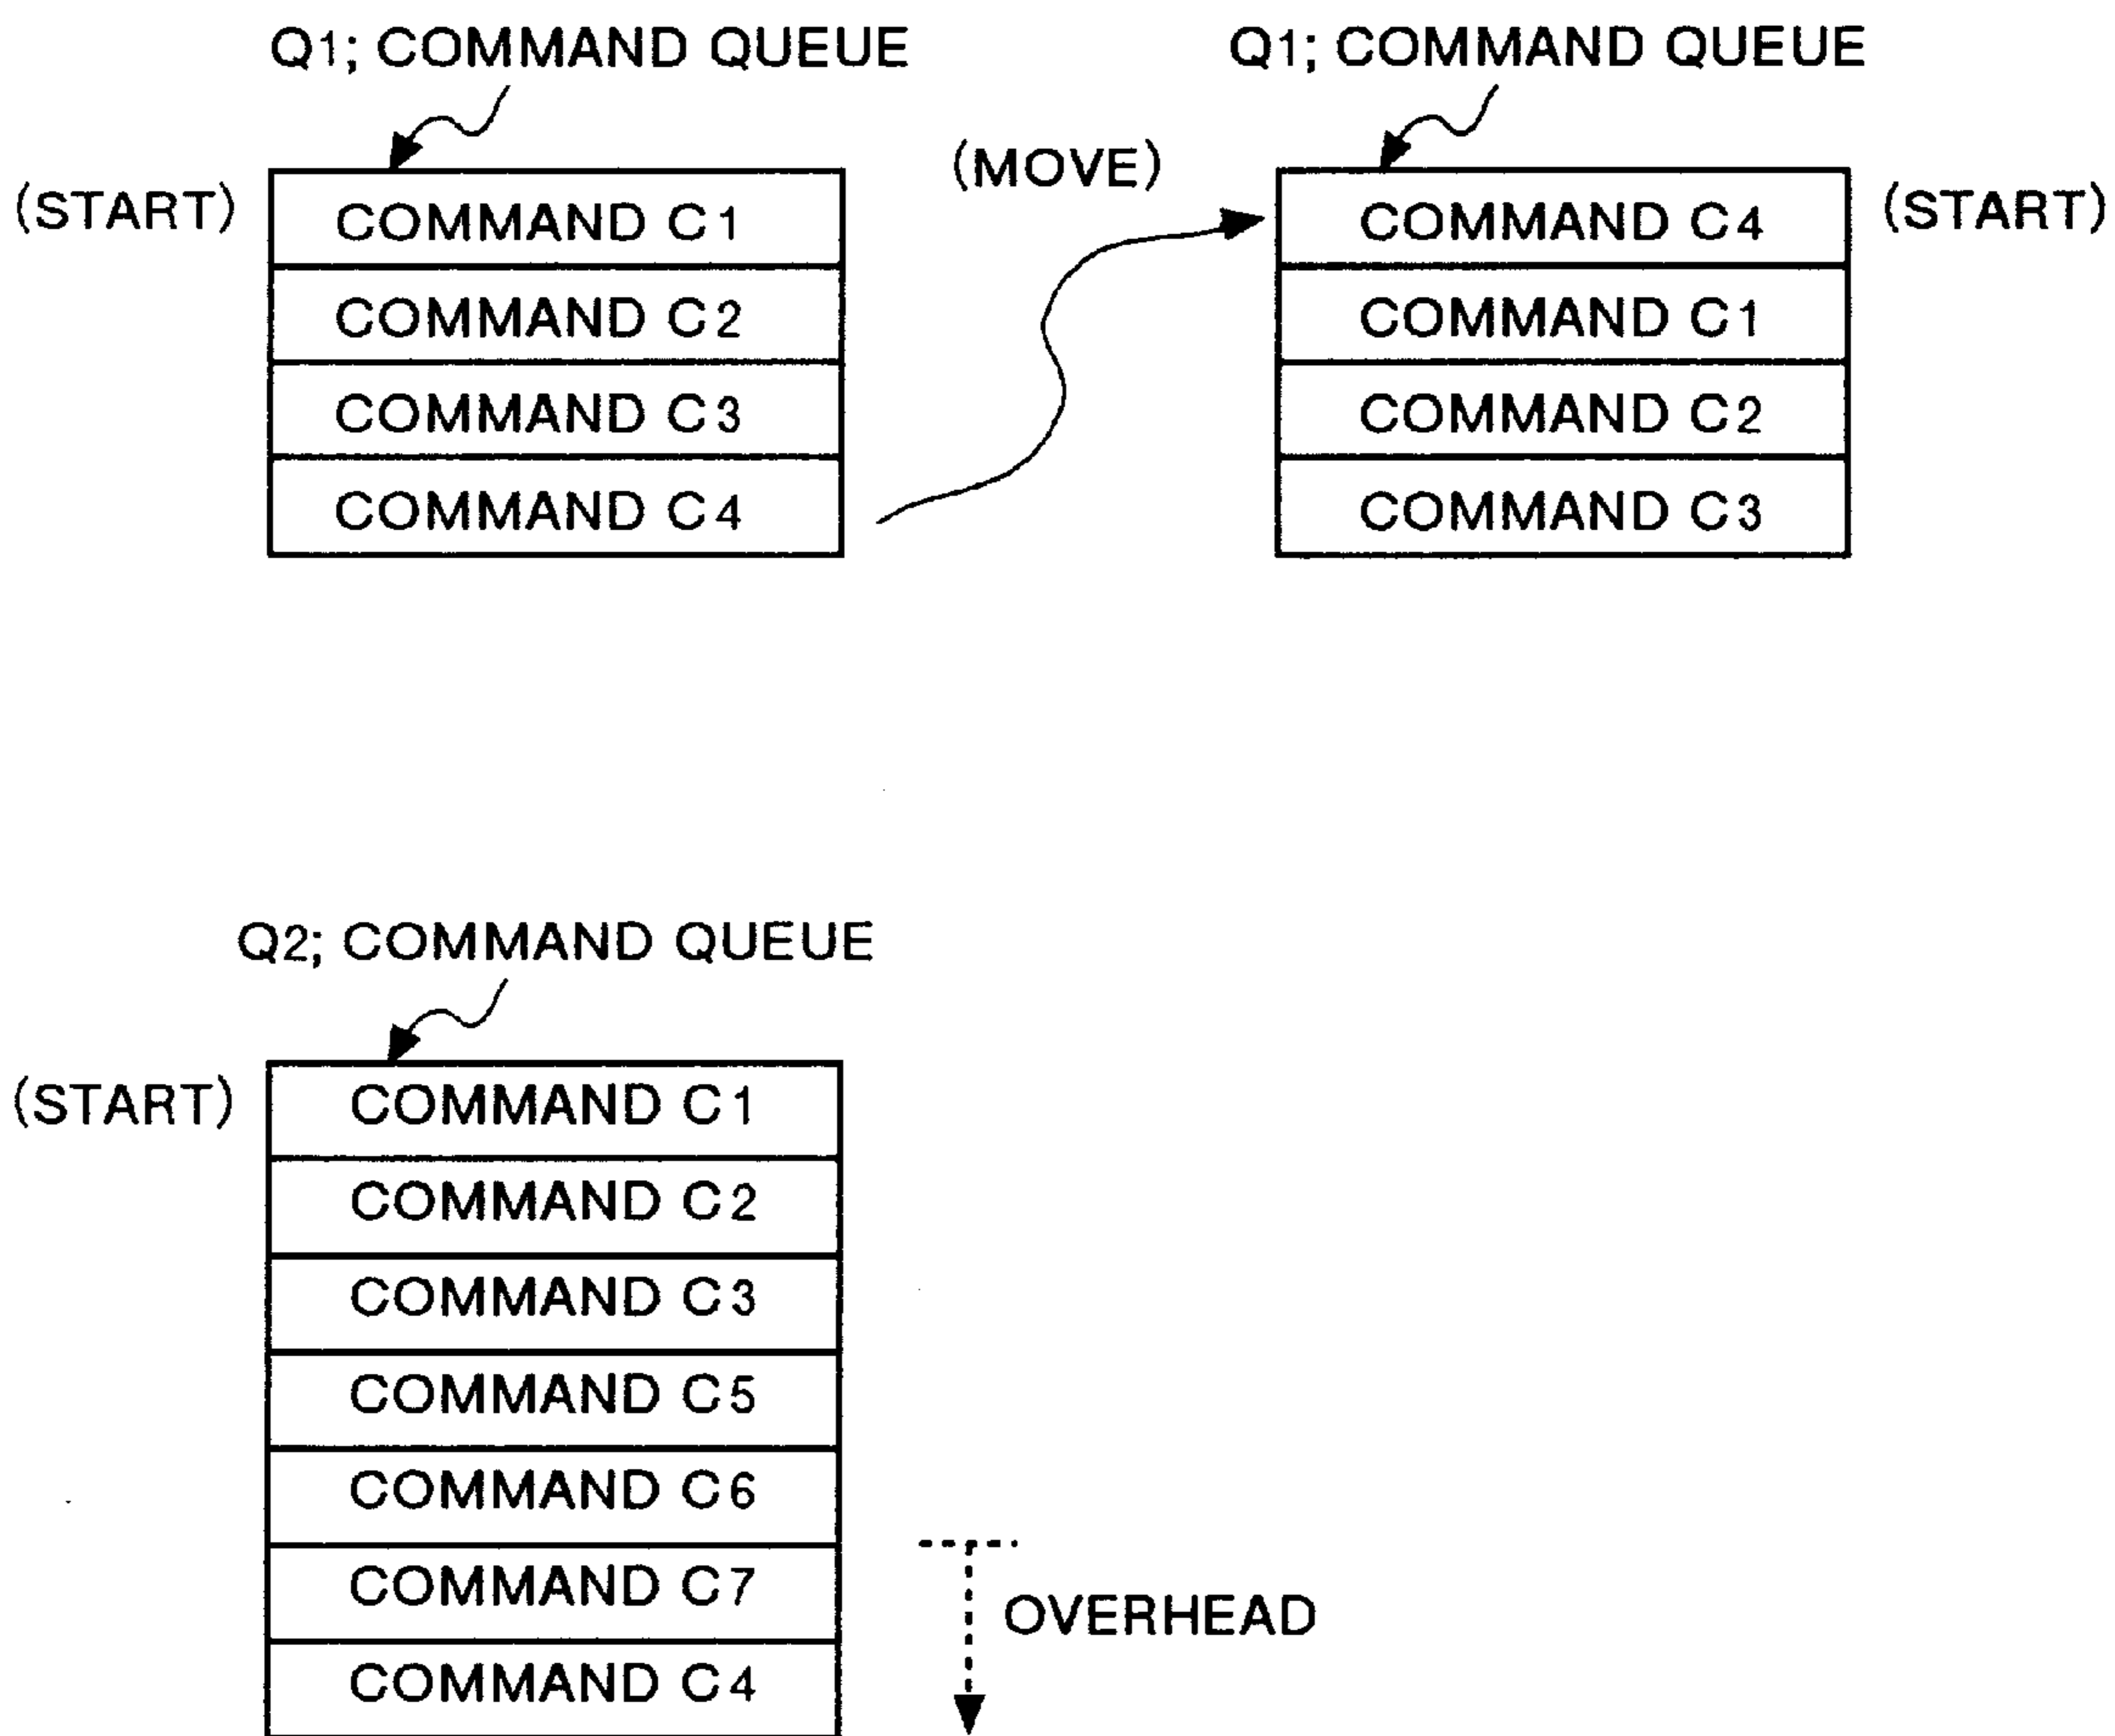 Q1; COMMAND QUEUE
(START)
COMMAND C1
COMMAND C2
COMMAND C3
COMMAND C4
(MOVE)
Q1; COMMAND QUEUE
COMMAND C4
(START)
COMMAND C1
COMMAND C2
COMMAND C3
Q2; COMMAND QUEUE
(START)
COMMAND C1
COMMAND C2
COMMAND C3
COMMAND C5
COMMAND C6
COMMAND C7
COMMAND C4
OVERHEAD